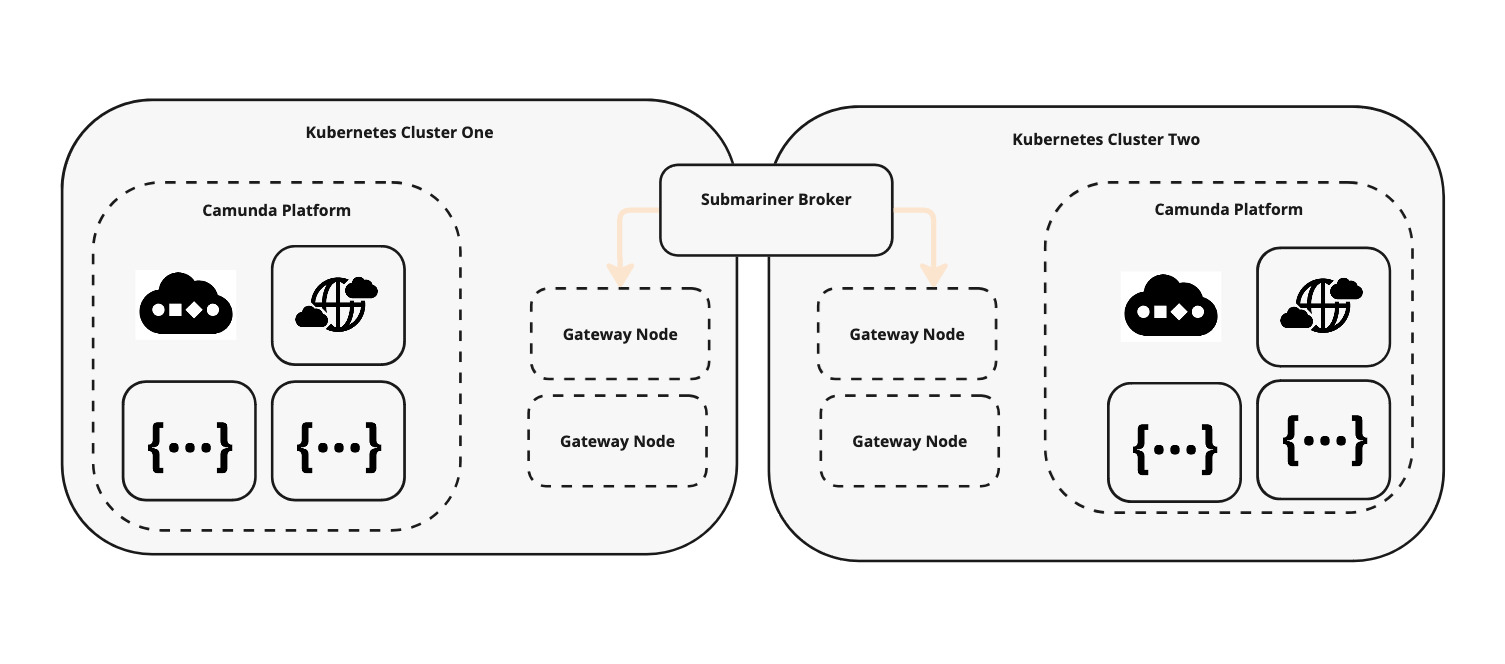 Kubernetes Cluster One
Kubernetes Cluster Two
Submariner Broker
Camunda Platform
Camunda Platform
{...}
{...}
{...}
{...}
Gateway Node
Gateway Node
Gateway Node
Gateway Node